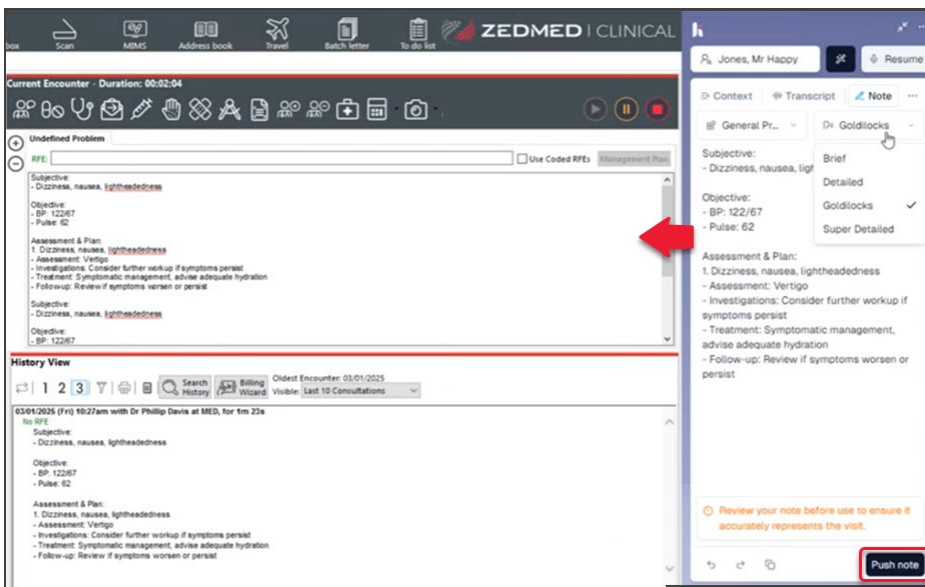 box
Scan
MIMS
Address book
Travel
Batch letter
To do list
ZEDMED | CLINICAL
Current Encounter - Duration: 00:02:04
Undefined Problem
RFE:
Use Coded RFEs
Management Plan
Subjective:
- Dizziness, nausea, lightheadedness
Objective:
- BP: 122/67
- Pulse: 62
Assessment & Plan:
1. Dizziness, nausea, lightheadedness
- Assessment: Vertigo
- Investigations: Consider further workup if symptoms persist
- Treatment: Symptomatic management, advise adequate hydration
- Follow-up: Review if symptoms worsen or persist
Subjective:
- Dizziness, nausea, lightheadedness
Objective:
- BP: 122/67
History View
1 2 3
Search History
Billing Wizard
Oldest Encounter: 03/01/2025
Visible: Last 10 Consultations
03/01/2025 (Fri) 10:27am with Dr Phillip Davis at MED, for 1m 23s
No RFE
Subjective:
- Dizziness, nausea, lightheadedness
Objective:
- BP: 122/67
- Pulse: 62
Assessment & Plan:
1. Dizziness, nausea, lightheadedness
- Assessment: Vertigo
- Investigations: Consider further workup if symptoms persist
- Treatment: Symptomatic management, advise adequate hydration
- Follow-up: Review if symptoms worsen or persist
Jones, Mr Happy
Resume
Context
Transcript
Note
General Pr...
Goldilocks
Brief
Detailed
Goldilocks
Super Detailed
Subjective:
- Dizziness, nausea, ligh
Objective:
- BP: 122/67
- Pulse: 62
Assessment & Plan:
1. Dizziness, nausea, lightheadedness
- Assessment: Vertigo
- Investigations: Consider further workup if
symptoms persist
- Treatment: Symptomatic management,
advise adequate hydration
- Follow-up: Review if symptoms worsen or
persist
Review your note before use to ensure it
accurately represents the visit.
Push note